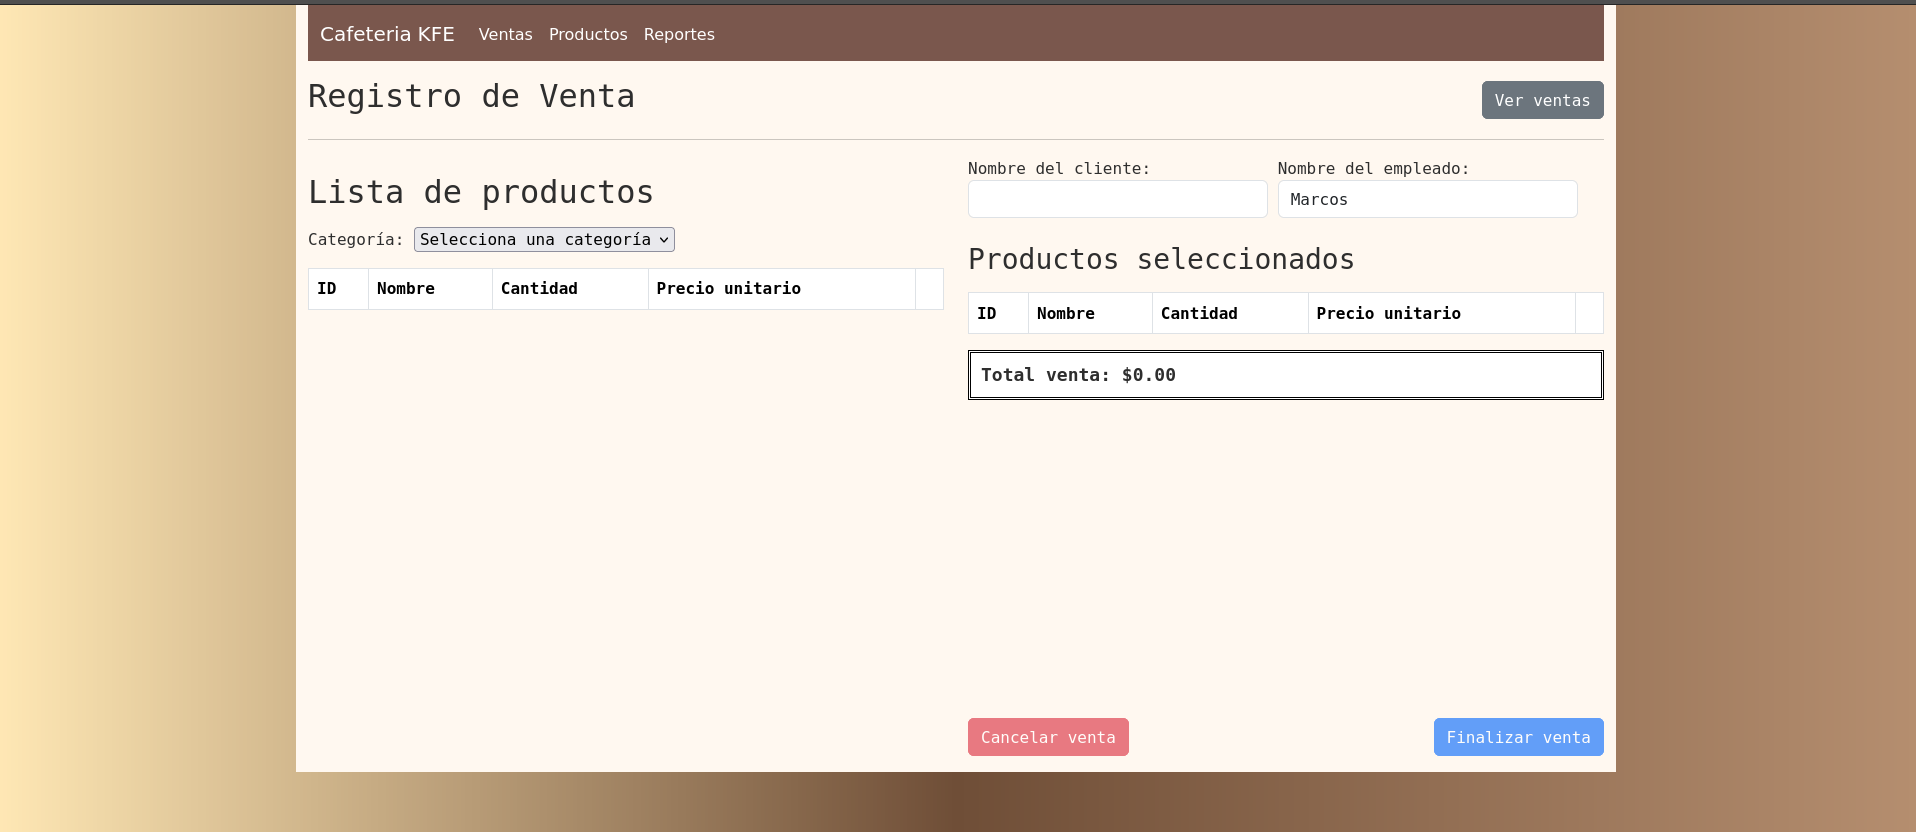 Cafeteria KFE Ventas Productos Reportes
Registro de Venta
Ver ventas
Lista de productos
Categoría: Selecciona una categoría
ID Nombre Cantidad Precio unitario
Nombre del cliente: Nombre del empleado:
Marcos
Productos seleccionados
ID Nombre Cantidad Precio unitario
Total venta: $0.00
Cancelar venta Finalizar venta